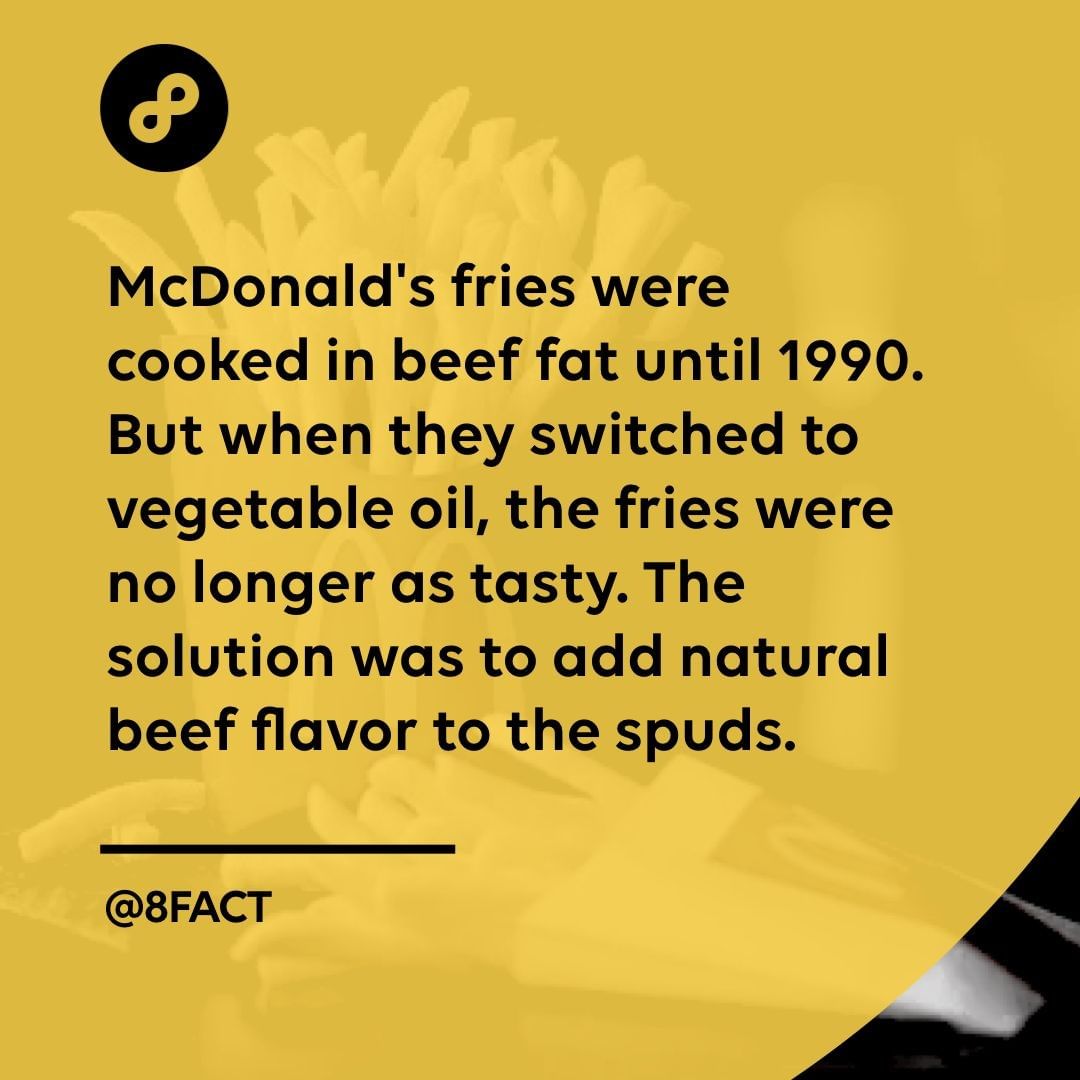 McDonald's fries were
cooked in beef fat until 1990.
But when they switched to
vegetable oil, the fries were
no longer as tasty. The
solution was to add natural
beef flavor to the spuds.
@8FACT